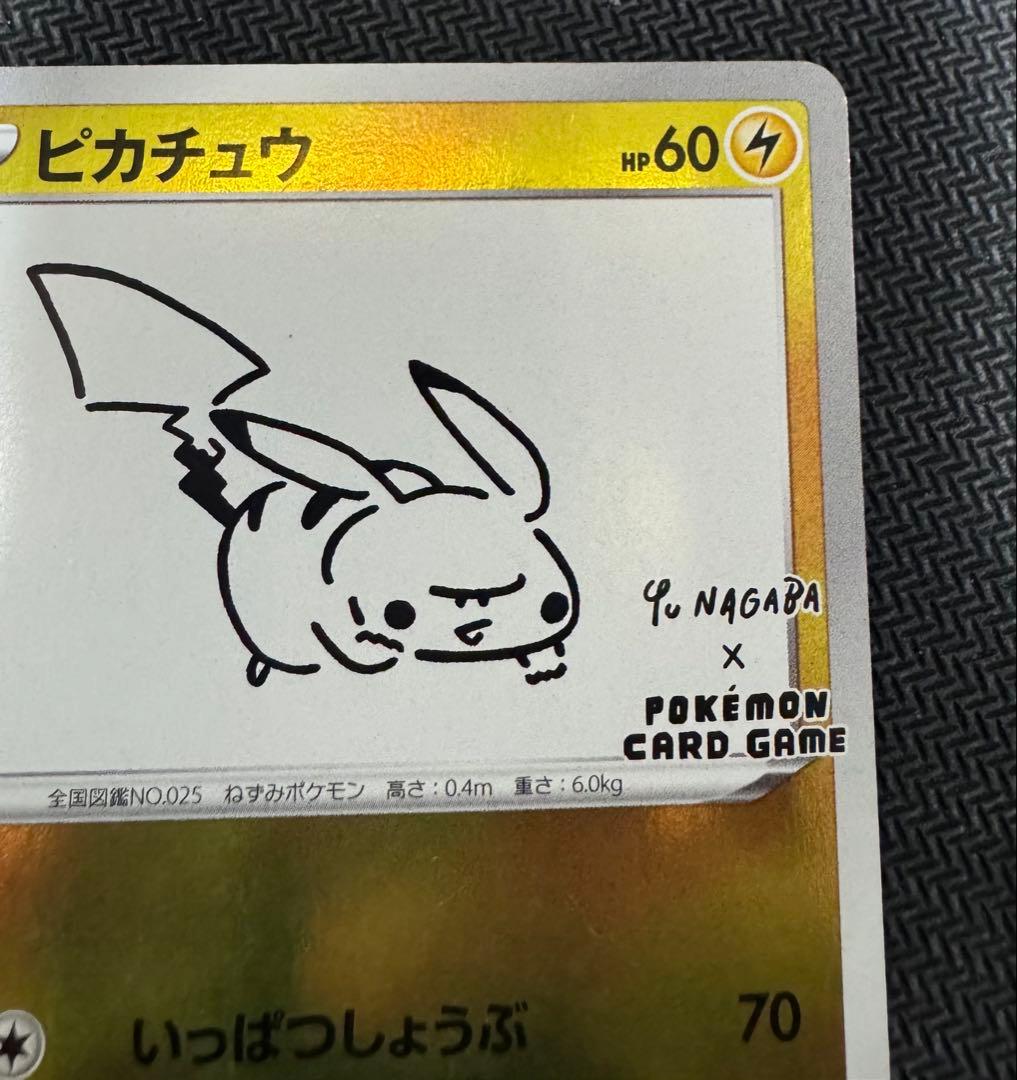 ピカチュウ HP60
Yu NAGABA
×
POKÉMON
CARD GAME
全国図鑑NO.025 ねずみポケモン 高さ：0.4m 重さ：6.0kg
いっぱつしょうぶ 70